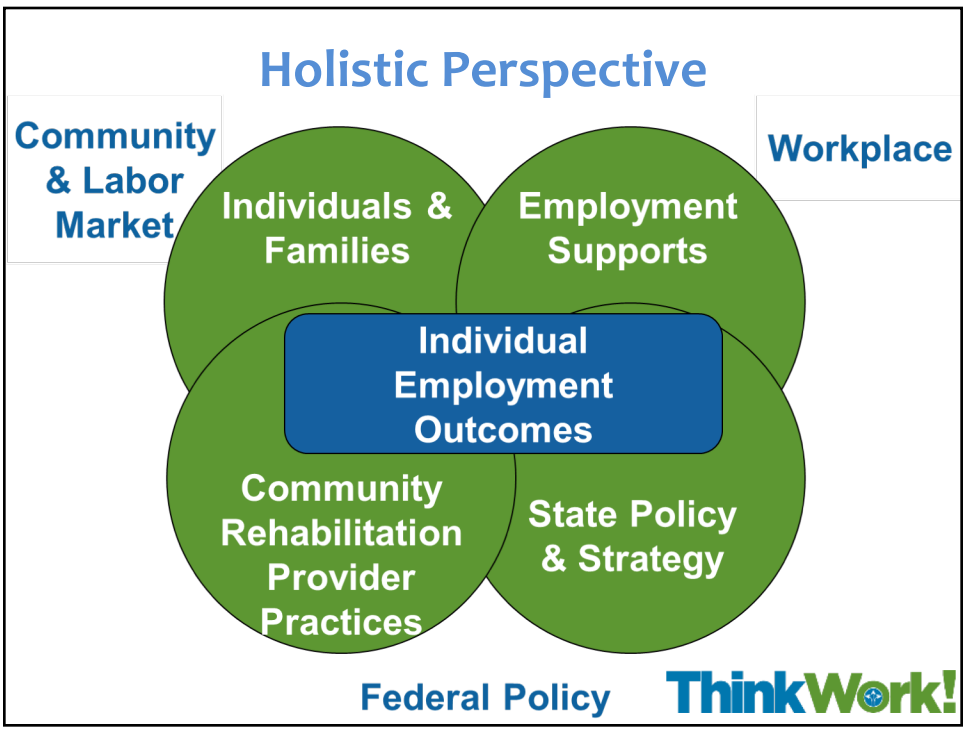 Holistic Perspective
Community
& Labor
Market
Workplace
Individuals &
Families
Employment
Supports
Individual
Employment
Outcomes
Community
Rehabilitation
Provider
Practices
State Policy
& Strategy
Federal Policy
ThinkWork!